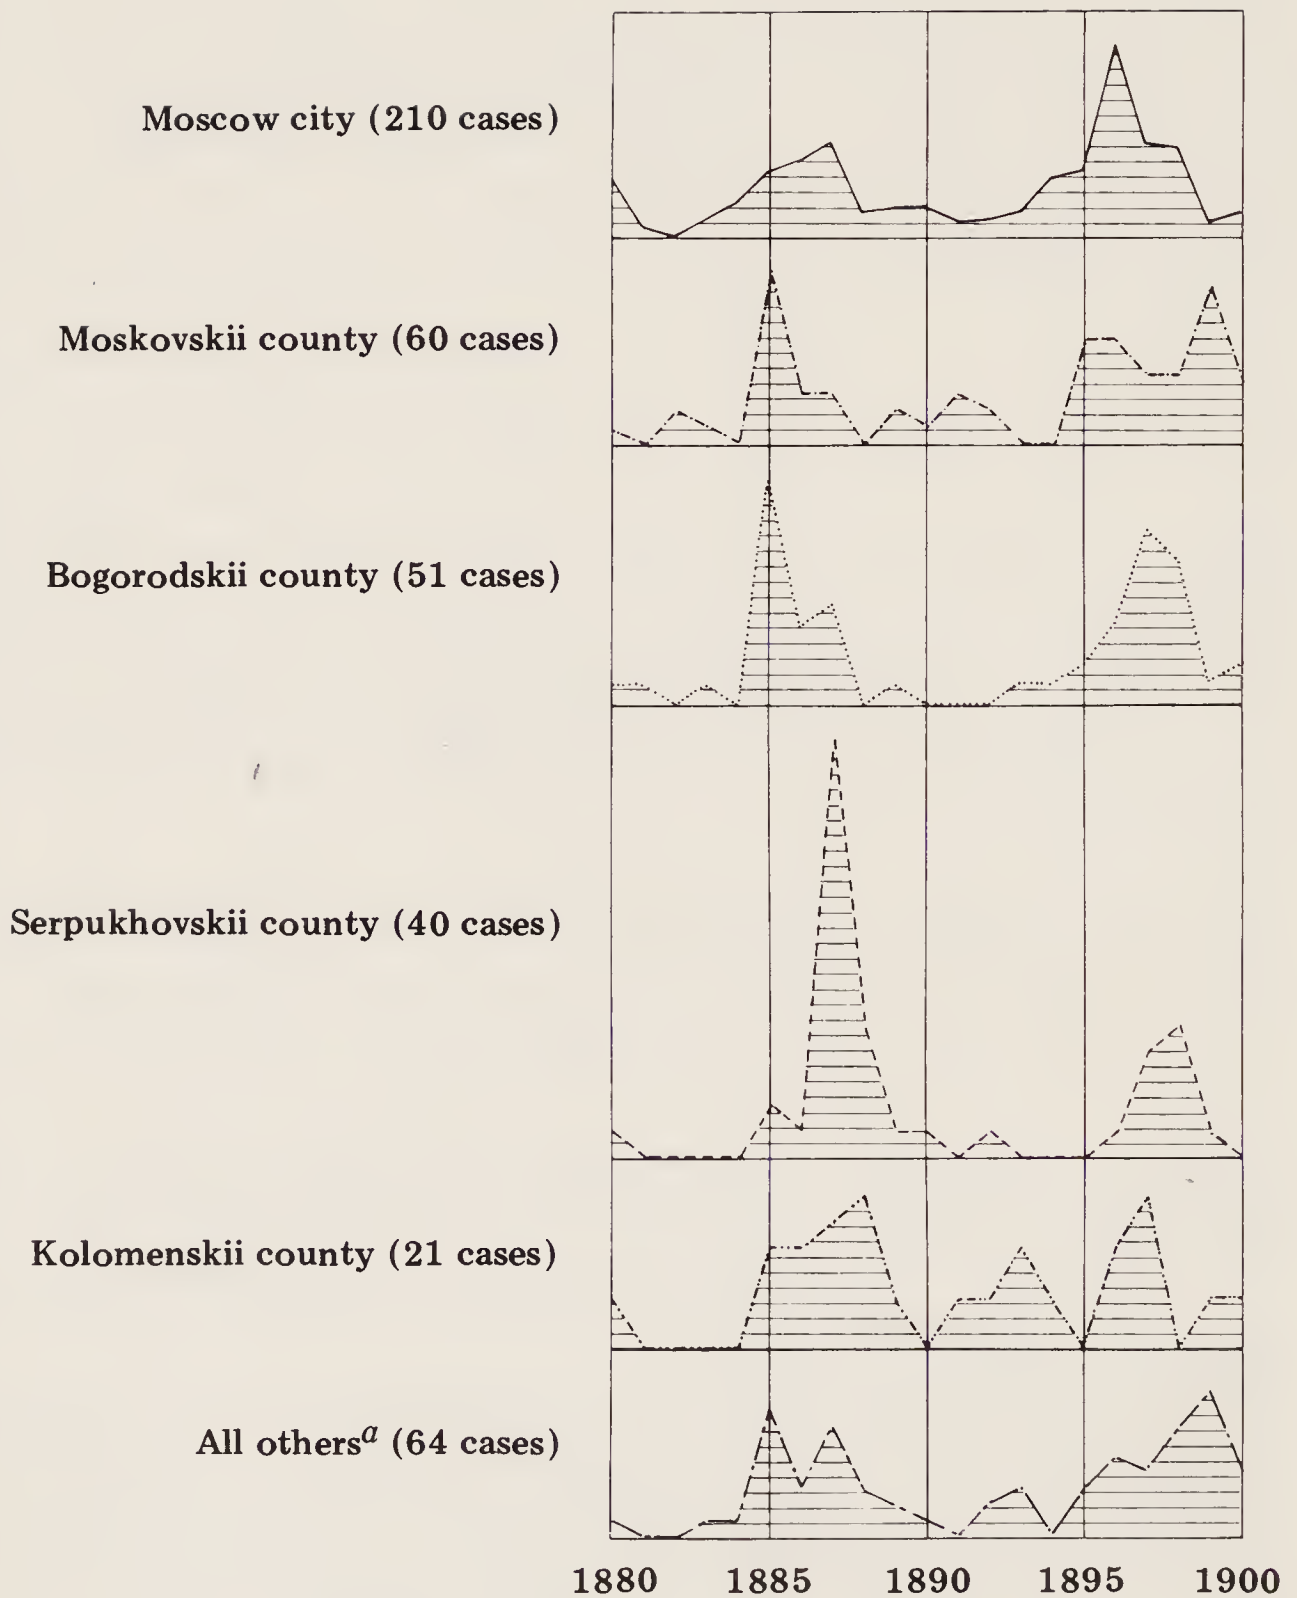 Moscow city (210 cases)
Moskovskii county (60 cases)
Bogorodskii county (51 cases)
Serpukhovskii county (40 cases)
Kolomenskii county (21 cases)
All othersᵃ (64 cases)
1880 1885 1890 1895 1900